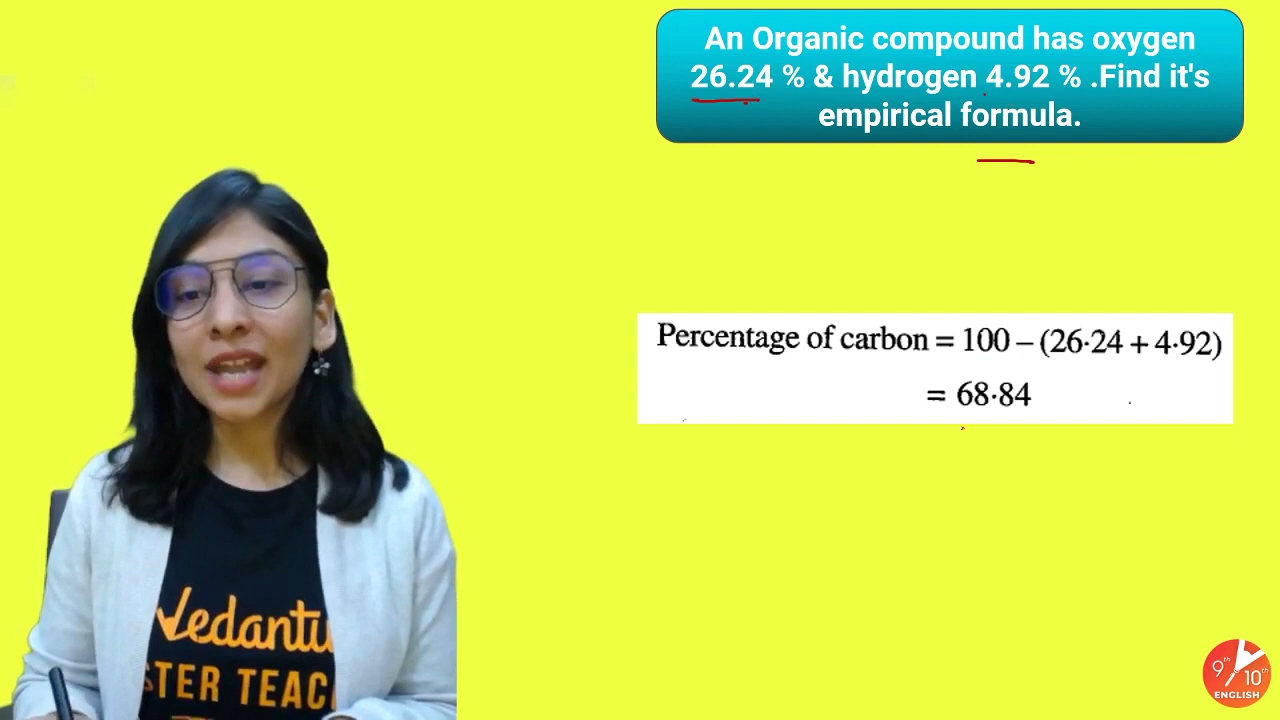 An Organic compound has oxygen
26.24 % & hydrogen 4.92 % .Find it's
empirical formula.
Percentage of carbon = 100 – (26·24 + 4·92)
= 68·84
Vedantu
STER TEAC
9th 10th
ENGLISH